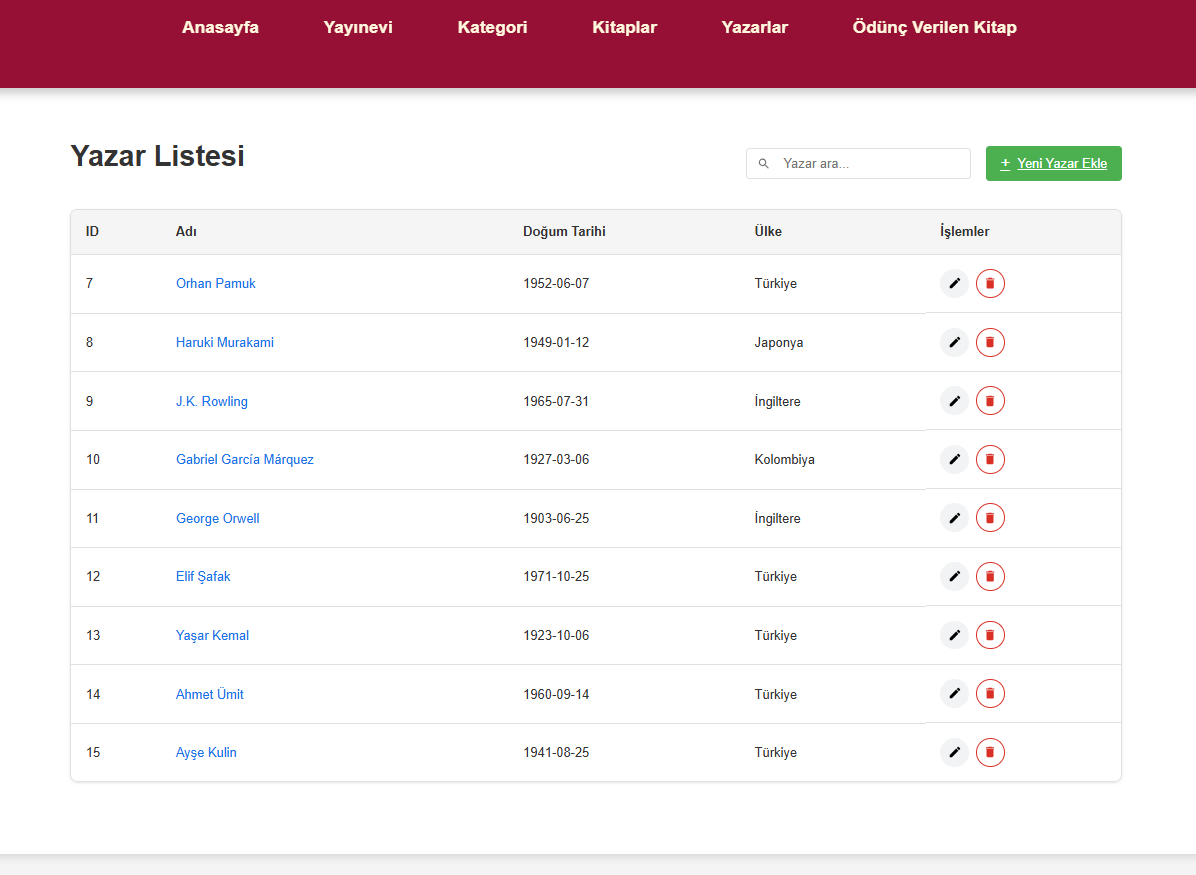 Anasayfa Yayınevi Kategori Kitaplar Yazarlar Ödünç Verilen Kitap
Yazar Listesi
Yazar ara...
+ Yeni Yazar Ekle
ID Adı Doğum Tarihi Ülke İşlemler
7 Orhan Pamuk 1952-06-07 Türkiye
8 Haruki Murakami 1949-01-12 Japonya
9 J.K. Rowling 1965-07-31 İngiltere
10 Gabriel García Márquez 1927-03-06 Kolombiya
11 George Orwell 1903-06-25 İngiltere
12 Elif Şafak 1971-10-25 Türkiye
13 Yaşar Kemal 1923-10-06 Türkiye
14 Ahmet Ümit 1960-09-14 Türkiye
15 Ayşe Kulin 1941-08-25 Türkiye